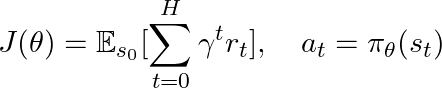 J(θ) = 𝔼_{s_0}[∑_{t=0}^{H} γ^t r_t],   a_t = π_θ(s_t)